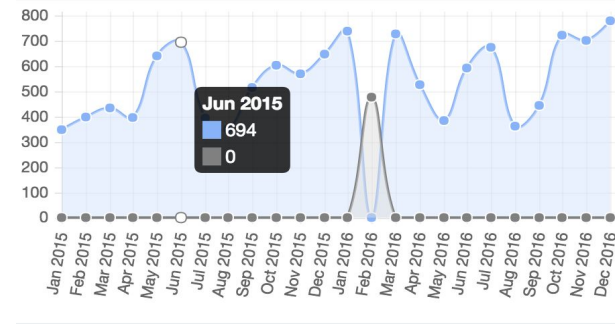 800
700
600
500
400
300
200
100
0
Jun 2015
694
0
Jan 2015
Feb 2015
Mar 2015
Apr 2015
May 2015
Jun 2015
Jul 2015
Aug 2015
Sep 2015
Oct 2015
Nov 2015
Dec 2015
Jan 2016
Feb 2016
Mar 2016
Apr 2016
May 2016
Jun 2016
Jul 2016
Aug 2016
Sep 2016
Oct 2016
Nov 2016
Dec 2016